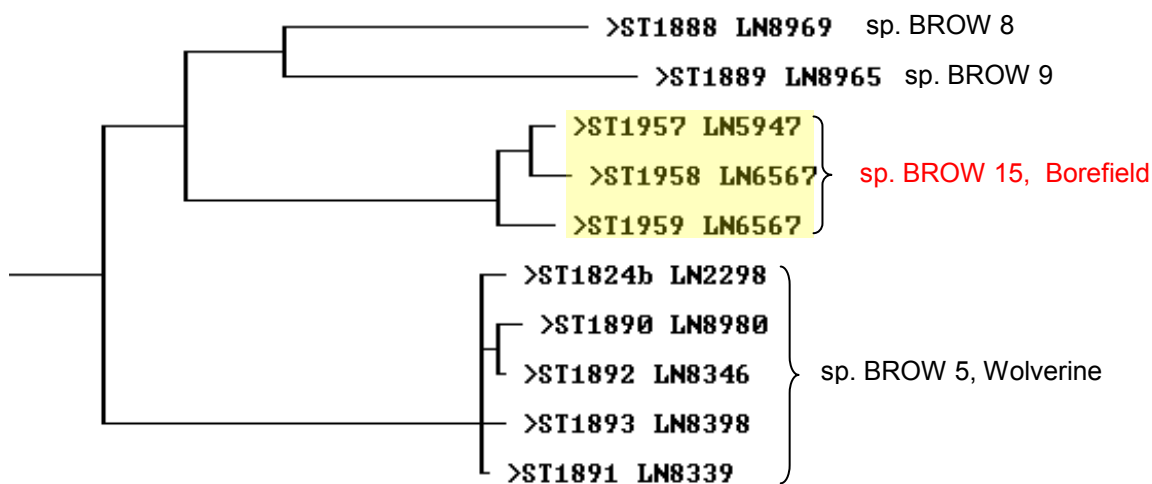 >ST1888 LN8969 sp. BROW 8
>ST1889 LN8965 sp. BROW 9
>ST1957 LN5947
>ST1958 LN6567 sp. BROW 15, Borefield
>ST1959 LN6567
>ST1824b LN2298
>ST1890 LN8980
>ST1892 LN8346 sp. BROW 5, Wolverine
>ST1893 LN8398
>ST1891 LN8339